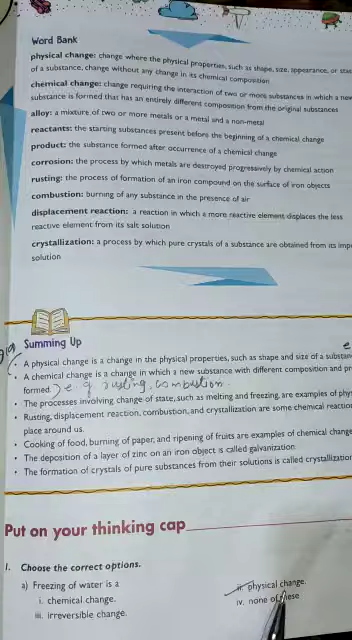 Word Bank
physical change: change where the physical properties, such as shape, size, appearance, or
of a substance, change without any change in its chemical composition
chemical change: change requiring the interaction of two or more substances in which a
substance is formed that has an entirely different composition from the original substances
alloy: a mixture of two or more metals or a metal and a non-metal
reactants: the starting substances present before the beginning of a chemical change
product: the substance formed after occurrence of a chemical change
corrosion: the process by which metals are destroyed progressively by chemical action
rusting: the process of formation of an iron compound on the surface of iron objects
combustion: burning of any substance in the presence of air
displacement reaction: a reaction in which a more reactive element displaces the less
reactive element from its salt solution
crystallization: a process by which pure crystals of a substance are obtained from its
solution
Summing Up
• A physical change is a change in the physical properties, such as shape and size of a
• A chemical change is a change in which a new substance with different composition and
formed. e.g rusting, combustion.
• The processes involving change of state, such as melting and freezing, are examples of
• Rusting, displacement reaction, combustion, and crystallization are some chemical
place around us.
• Cooking of food, burning of paper, and ripening of fruits are examples of chemical
• The deposition of a layer of zinc on an iron object is called galvanization
• The formation of crystals of pure substances from their solutions is called
Put on your thinking cap
I. Choose the correct options.
a) Freezing of water is a
i. chemical change.
ii. physical change.
iii. irreversible change.
iv. none of these